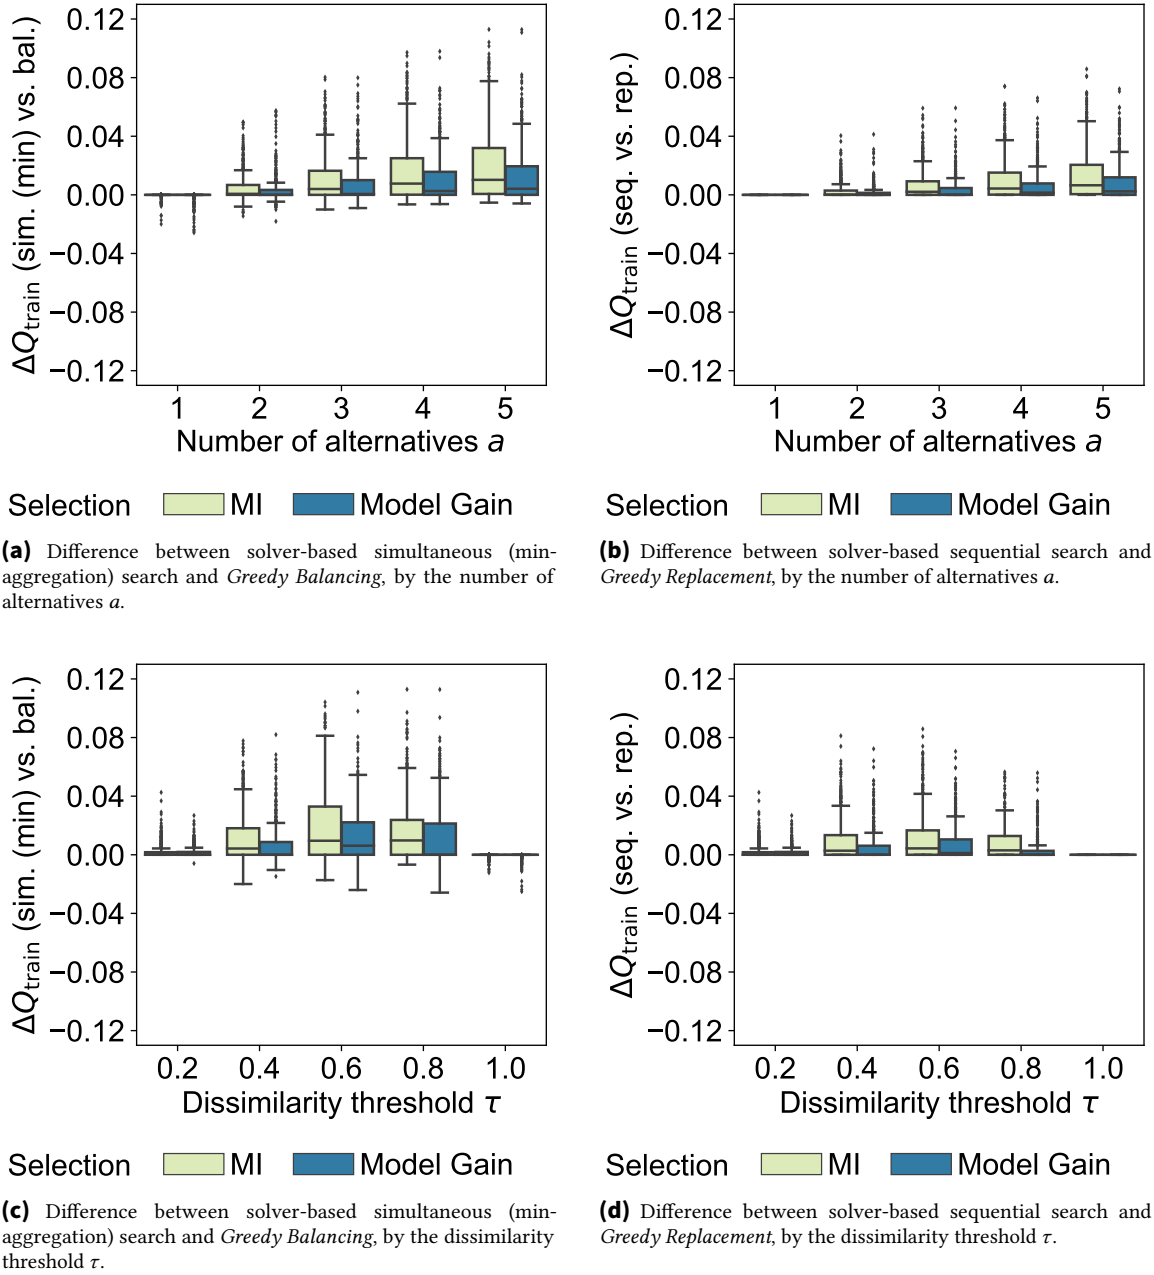 0.12
0.08
0.04
0.00
−0.04
−0.08
−0.12
ΔQtrain (sim. (min) vs. bal.)
1 2 3 4 5
Number of alternatives a
Selection MI Model Gain
(a) Difference between solver-based simultaneous (min-
aggregation) search and Greedy Balancing, by the number of
alternatives a.
0.12
0.08
0.04
0.00
−0.04
−0.08
−0.12
ΔQtrain (seq. vs. rep.)
1 2 3 4 5
Number of alternatives a
Selection MI Model Gain
(b) Difference between solver-based sequential search and
Greedy Replacement, by the number of alternatives a.
0.12
0.08
0.04
0.00
−0.04
−0.08
−0.12
ΔQtrain (sim. (min) vs. bal.)
0.2 0.4 0.6 0.8 1.0
Dissimilarity threshold τ
Selection MI Model Gain
(c) Difference between solver-based simultaneous (min-
aggregation) search and Greedy Balancing, by the dissimilarity
threshold τ.
0.12
0.08
0.04
0.00
−0.04
−0.08
−0.12
ΔQtrain (seq. vs. rep.)
0.2 0.4 0.6 0.8 1.0
Dissimilarity threshold τ
Selection MI Model Gain
(d) Difference between solver-based sequential search and
Greedy Replacement, by the dissimilarity threshold τ.